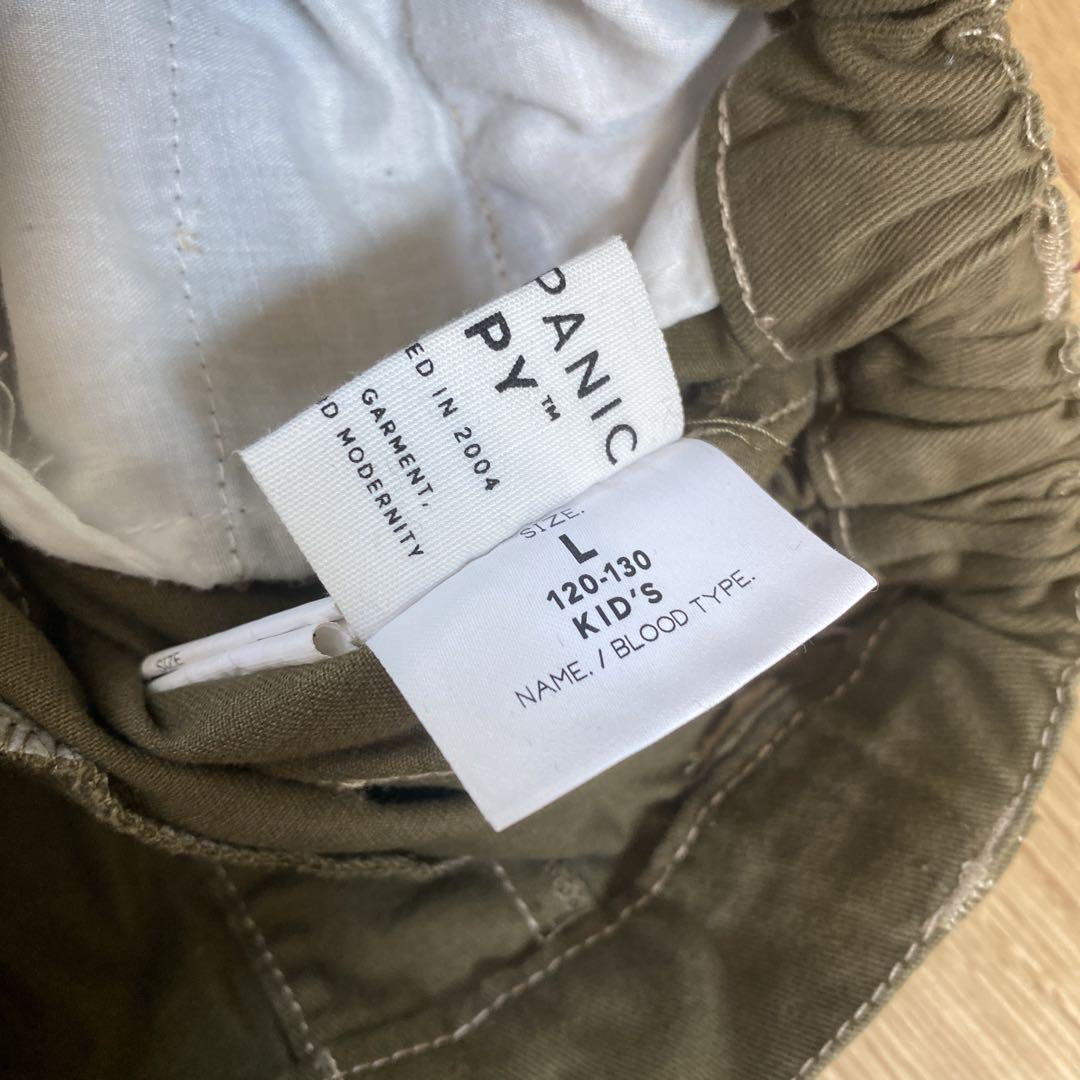 PANIC
PY™
ED IN 2004
GARMENT,
D MODERNITY
SIZE.
L
120-130
KID'S
NAME. / BLOOD TYPE.
SIZE